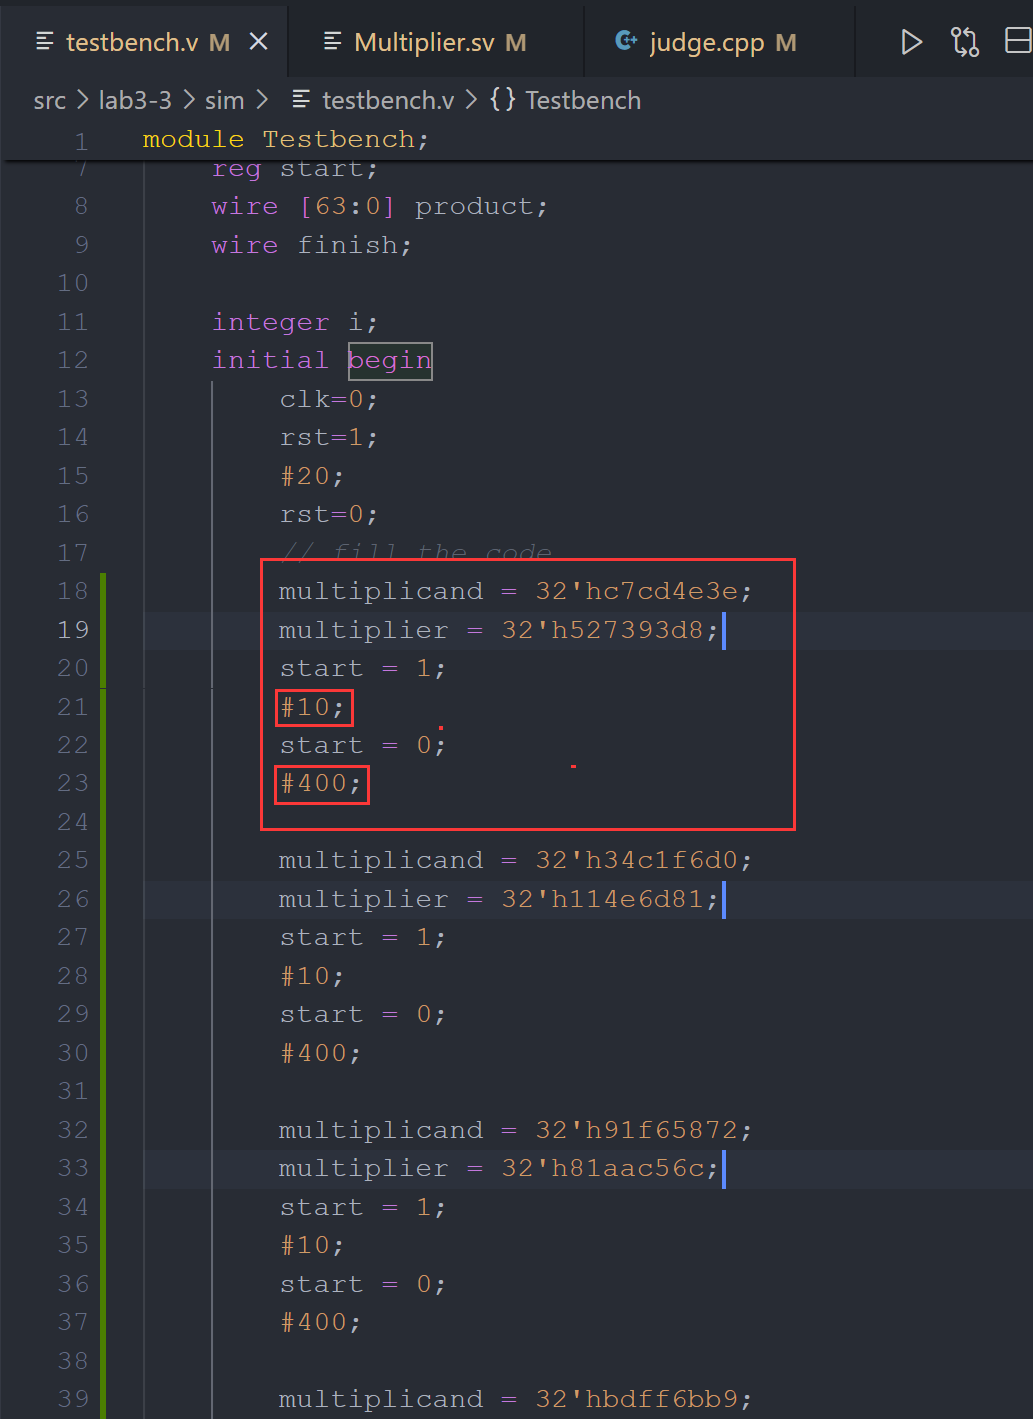 testbench.v M
Multiplier.sv M
judge.cpp M
src > lab3-3 > sim > testbench.v > {} Testbench
1 module Testbench;
7 reg start;
8 wire [63:0] product;
9 wire finish;
10
11 integer i;
12 initial begin
13 clk=0;
14 rst=1;
15 #20;
16 rst=0;
17 // fill the code
18 multiplicand = 32'hc7cd4e3e;
19 multiplier = 32'h527393d8;
20 start = 1;
21 #10;
22 start = 0;
23 #400;
24
25 multiplicand = 32'h34c1f6d0;
26 multiplier = 32'h114e6d81;
27 start = 1;
28 #10;
29 start = 0;
30 #400;
31
32 multiplicand = 32'h91f65872;
33 multiplier = 32'h81aac56c;
34 start = 1;
35 #10;
36 start = 0;
37 #400;
38
39 multiplicand = 32'hbdff6bb9;